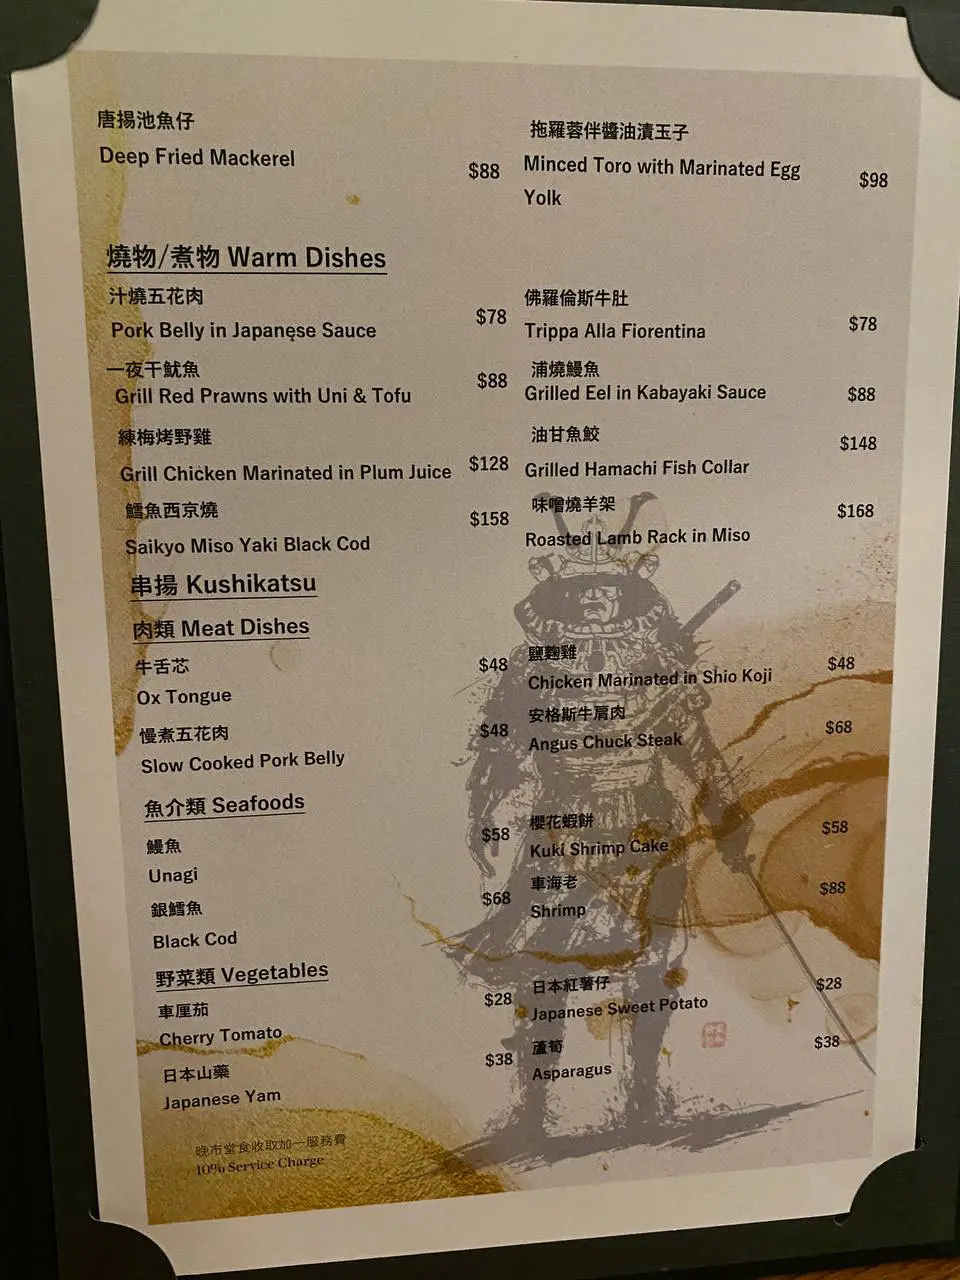 唐揚池魚仔
Deep Fried Mackerel
$88
拖羅蓉伴醬油漬玉子
Minced Toro with Marinated Egg
Yolk
$98
燒物/煮物 Warm Dishes
汁燒五花肉
Pork Belly in Japanese Sauce
$78
佛羅倫斯牛肚
Trippa Alla Fiorentina
$78
一夜干魷魚
Grill Red Prawns with Uni & Tofu
$88
浦燒鰻魚
Grilled Eel in Kabayaki Sauce
$88
練梅烤野雞
Grill Chicken Marinated in Plum Juice
$128
油甘魚鮫
Grilled Hamachi Fish Collar
$148
鱈魚西京燒
Saikyo Miso Yaki Black Cod
$158
味噌燒羊架
Roasted Lamb Rack in Miso
$168
串揚 Kushikatsu
肉類 Meat Dishes
牛舌芯
Ox Tongue
$48
鹽麴雞
Chicken Marinated in Shio Koji
$48
慢煮五花肉
Slow Cooked Pork Belly
$48
安格斯牛肩肉
Angus Chuck Steak
$68
魚介類 Seafoods
鰻魚
Unagi
$58
櫻花蝦餅
Kuki Shrimp Cake
$58
銀鱈魚
Black Cod
$68
車海老
Shrimp
$88
野菜類 Vegetables
車厘茄
Cherry Tomato
$28
日本紅薯仔
Japanese Sweet Potato
$28
日本山藥
Japanese Yam
$38
蘆筍
Asparagus
$38
晚市堂食收取加一服務費
10% Service Charge